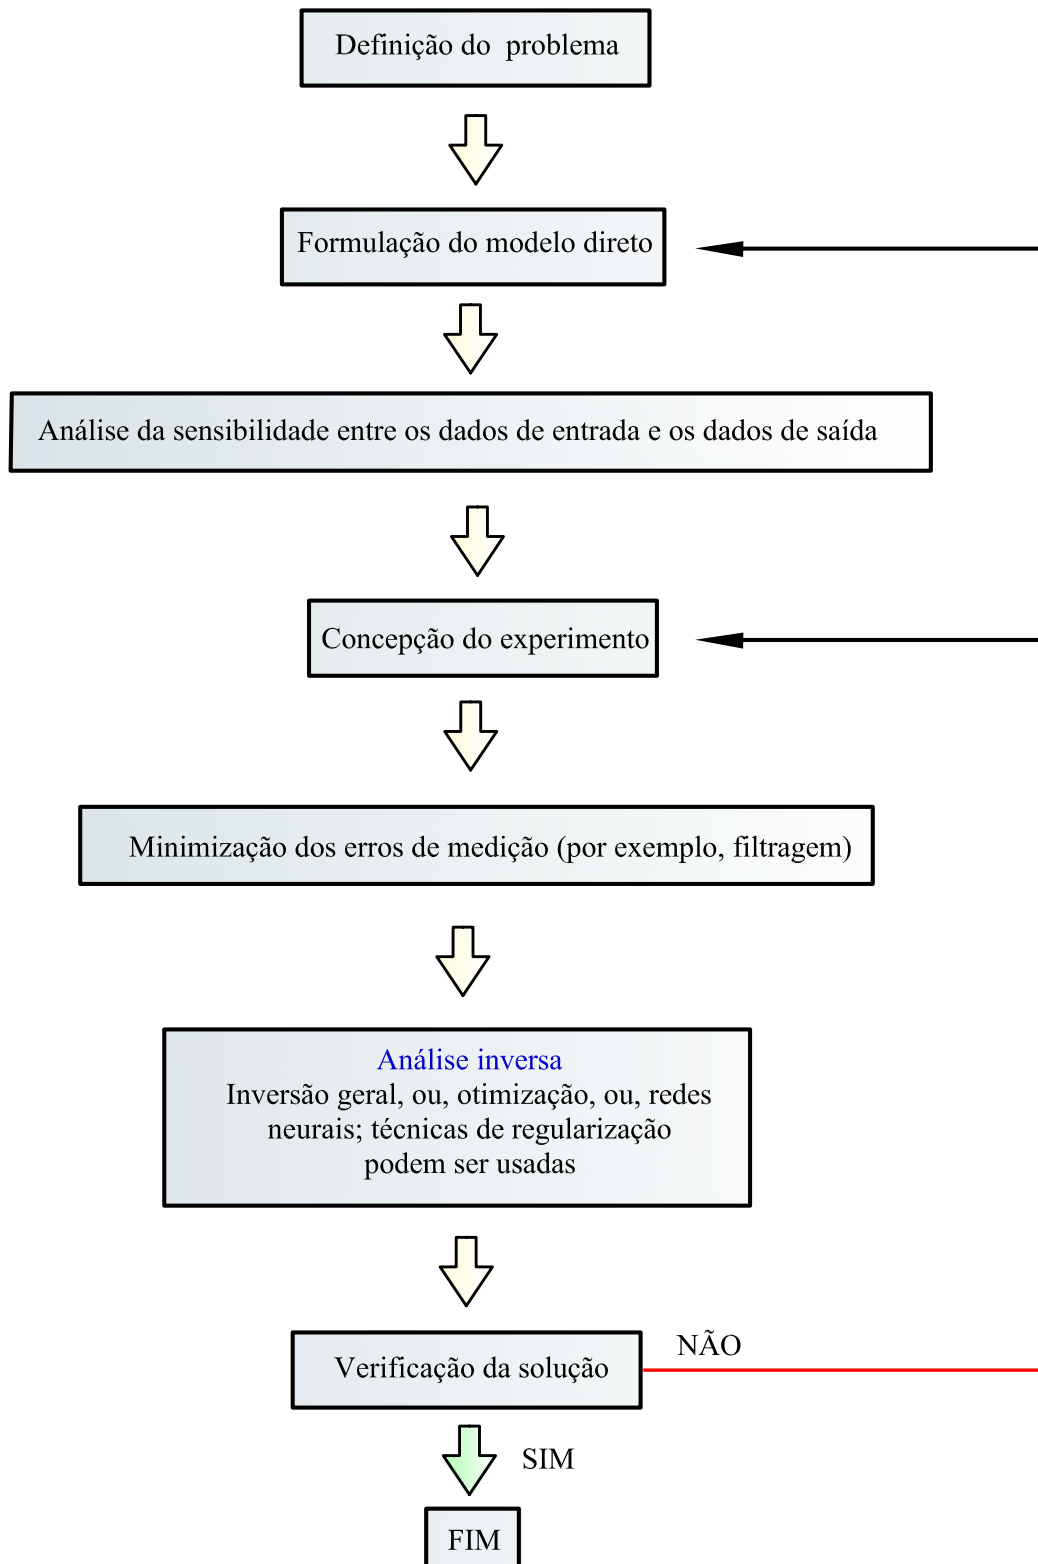 Definição do problema
Formulação do modelo direto
Análise da sensibilidade entre os dados de entrada e os dados de saída
Concepção do experimento
Minimização dos erros de medição (por exemplo, filtragem)
Análise inversa
Inversão geral, ou, otimização, ou, redes
neurais; técnicas de regularização
podem ser usadas
Verificação da solução
NÃO
SIM
FIM